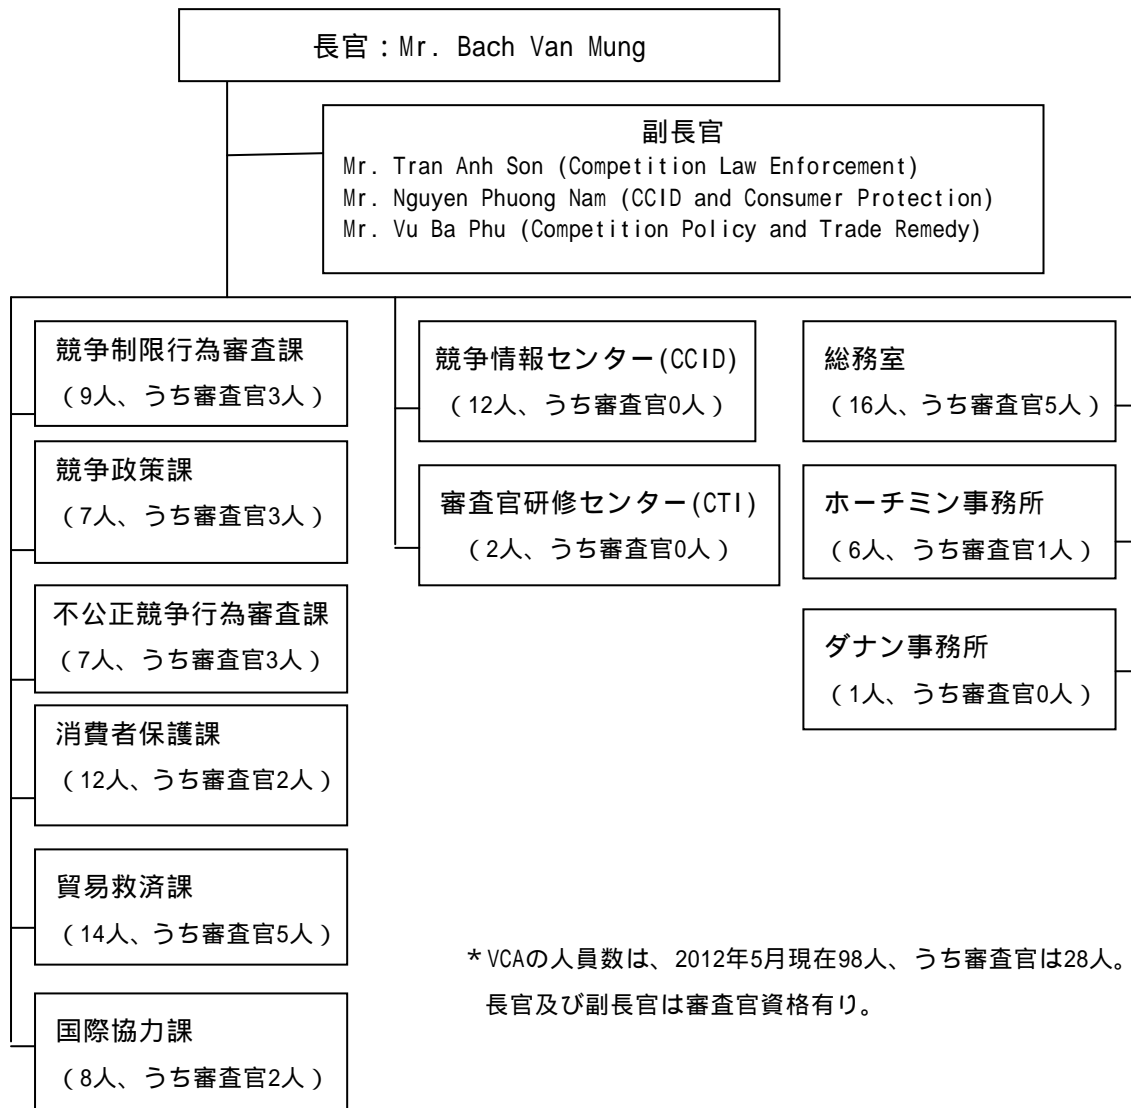 長官：Mr. Bach Van Mung
副長官
Mr. Tran Anh Son (Competition Law Enforcement)
Mr. Nguyen Phuong Nam (CCID and Consumer Protection)
Mr. Vu Ba Phu (Competition Policy and Trade Remedy)
競争制限行為審査課
（9人、うち審査官3人）
競争政策課
（7人、うち審査官3人）
不公正競争行為審査課
（7人、うち審査官3人）
消費者保護課
（12人、うち審査官2人）
貿易救済課
（14人、うち審査官5人）
国際協力課
（8人、うち審査官2人）
競争情報センター(CCID)
（12人、うち審査官0人）
審査官研修センター(CTI)
（2人、うち審査官0人）
総務室
（16人、うち審査官5人）
ホーチミン事務所
（6人、うち審査官1人）
ダナン事務所
（1人、うち審査官0人）
＊VCAの人員数は、2012年5月現在98人、うち審査官は28人。
長官及び副長官は審査官資格有り。